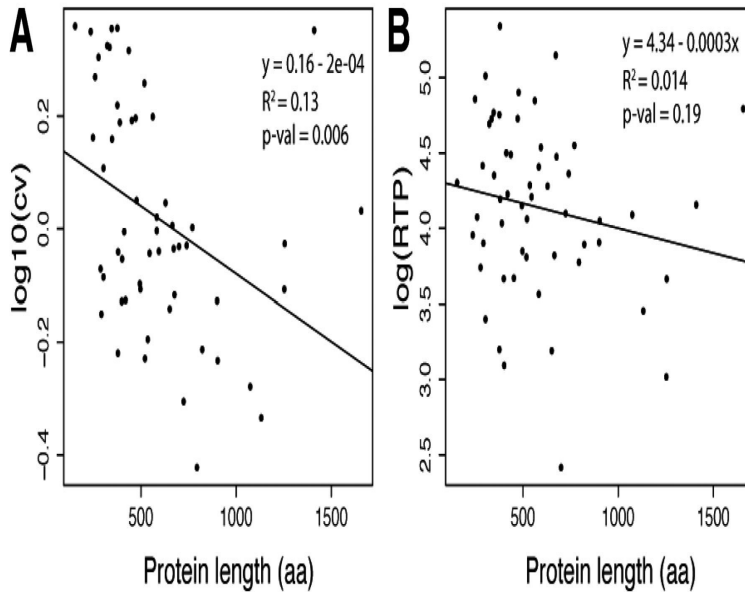 A
y = 0.16 - 2e-04
R² = 0.13
p-val = 0.006
log10(cv)
0.2
0.0
−0.2
−0.4
500
1000
1500
Protein length (aa)
B
y = 4.34 - 0.0003x
R² = 0.014
p-val = 0.19
log(RTP)
5.0
4.5
4.0
3.5
3.0
2.5
500
1000
1500
Protein length (aa)